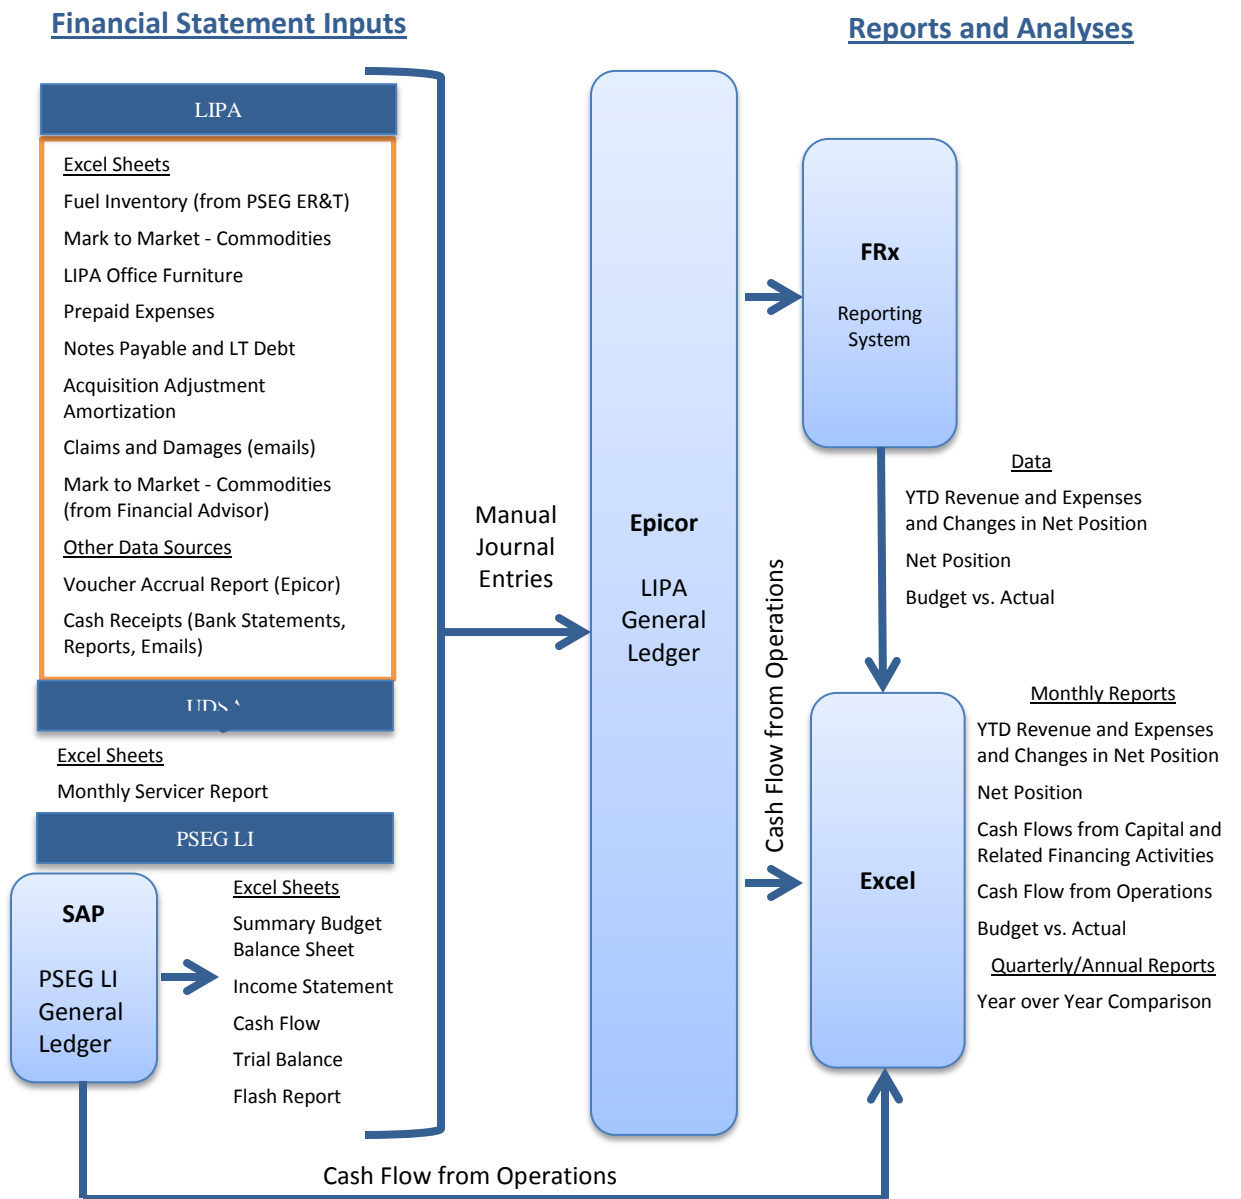 Financial Statement Inputs
Reports and Analyses
LIPA
Excel Sheets
Fuel Inventory (from PSEG ER&T)
Mark to Market - Commodities
LIPA Office Furniture
Prepaid Expenses
Notes Payable and LT Debt
Acquisition Adjustment
Amortization
Claims and Damages (emails)
Mark to Market - Commodities
(from Financial Advisor)
Other Data Sources
Voucher Accrual Report (Epicor)
Cash Receipts (Bank Statements,
Reports, Emails)
Excel Sheets
Monthly Servicer Report
PSEG LI
SAP
PSEG LI
General
Ledger
Excel Sheets
Summary Budget
Balance Sheet
Income Statement
Cash Flow
Trial Balance
Flash Report
Manual
Journal
Entries
Epicor
LIPA
General
Ledger
Cash Flow from Operations
FRx
Reporting
System
Data
YTD Revenue and Expenses
and Changes in Net Position
Net Position
Budget vs. Actual
Excel
Monthly Reports
YTD Revenue and Expenses
and Changes in Net Position
Net Position
Cash Flows from Capital and
Related Financing Activities
Cash Flow from Operations
Budget vs. Actual
Quarterly/Annual Reports
Year over Year Comparison
Cash Flow from Operations